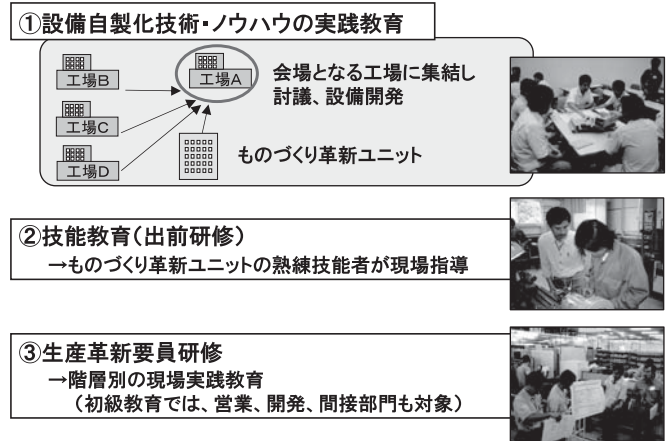 ①設備自製化技術・ノウハウの実践教育
工場B
工場A
会場となる工場に集結し
討議、設備開発
工場C
工場D
ものづくり革新ユニット
②技能教育(出前研修)
→ものづくり革新ユニットの熟練技能者が現場指導
③生産革新要員研修
→階層別の現場実践教育
(初級教育では、営業、開発、間接部門も対象)